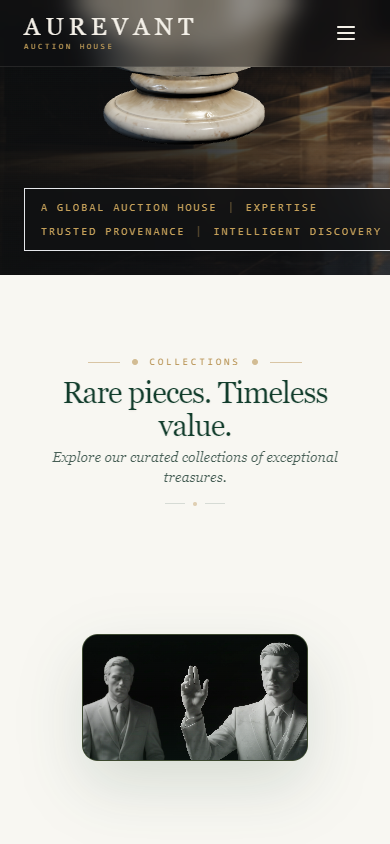 AUREVANT
AUCTION HOUSE
A GLOBAL AUCTION HOUSE | EXPERTISE
TRUSTED PROVENANCE | INTELLIGENT DISCOVERY
COLLECTIONS
Rare pieces. Timeless
value.
Explore our curated collections of exceptional
treasures.